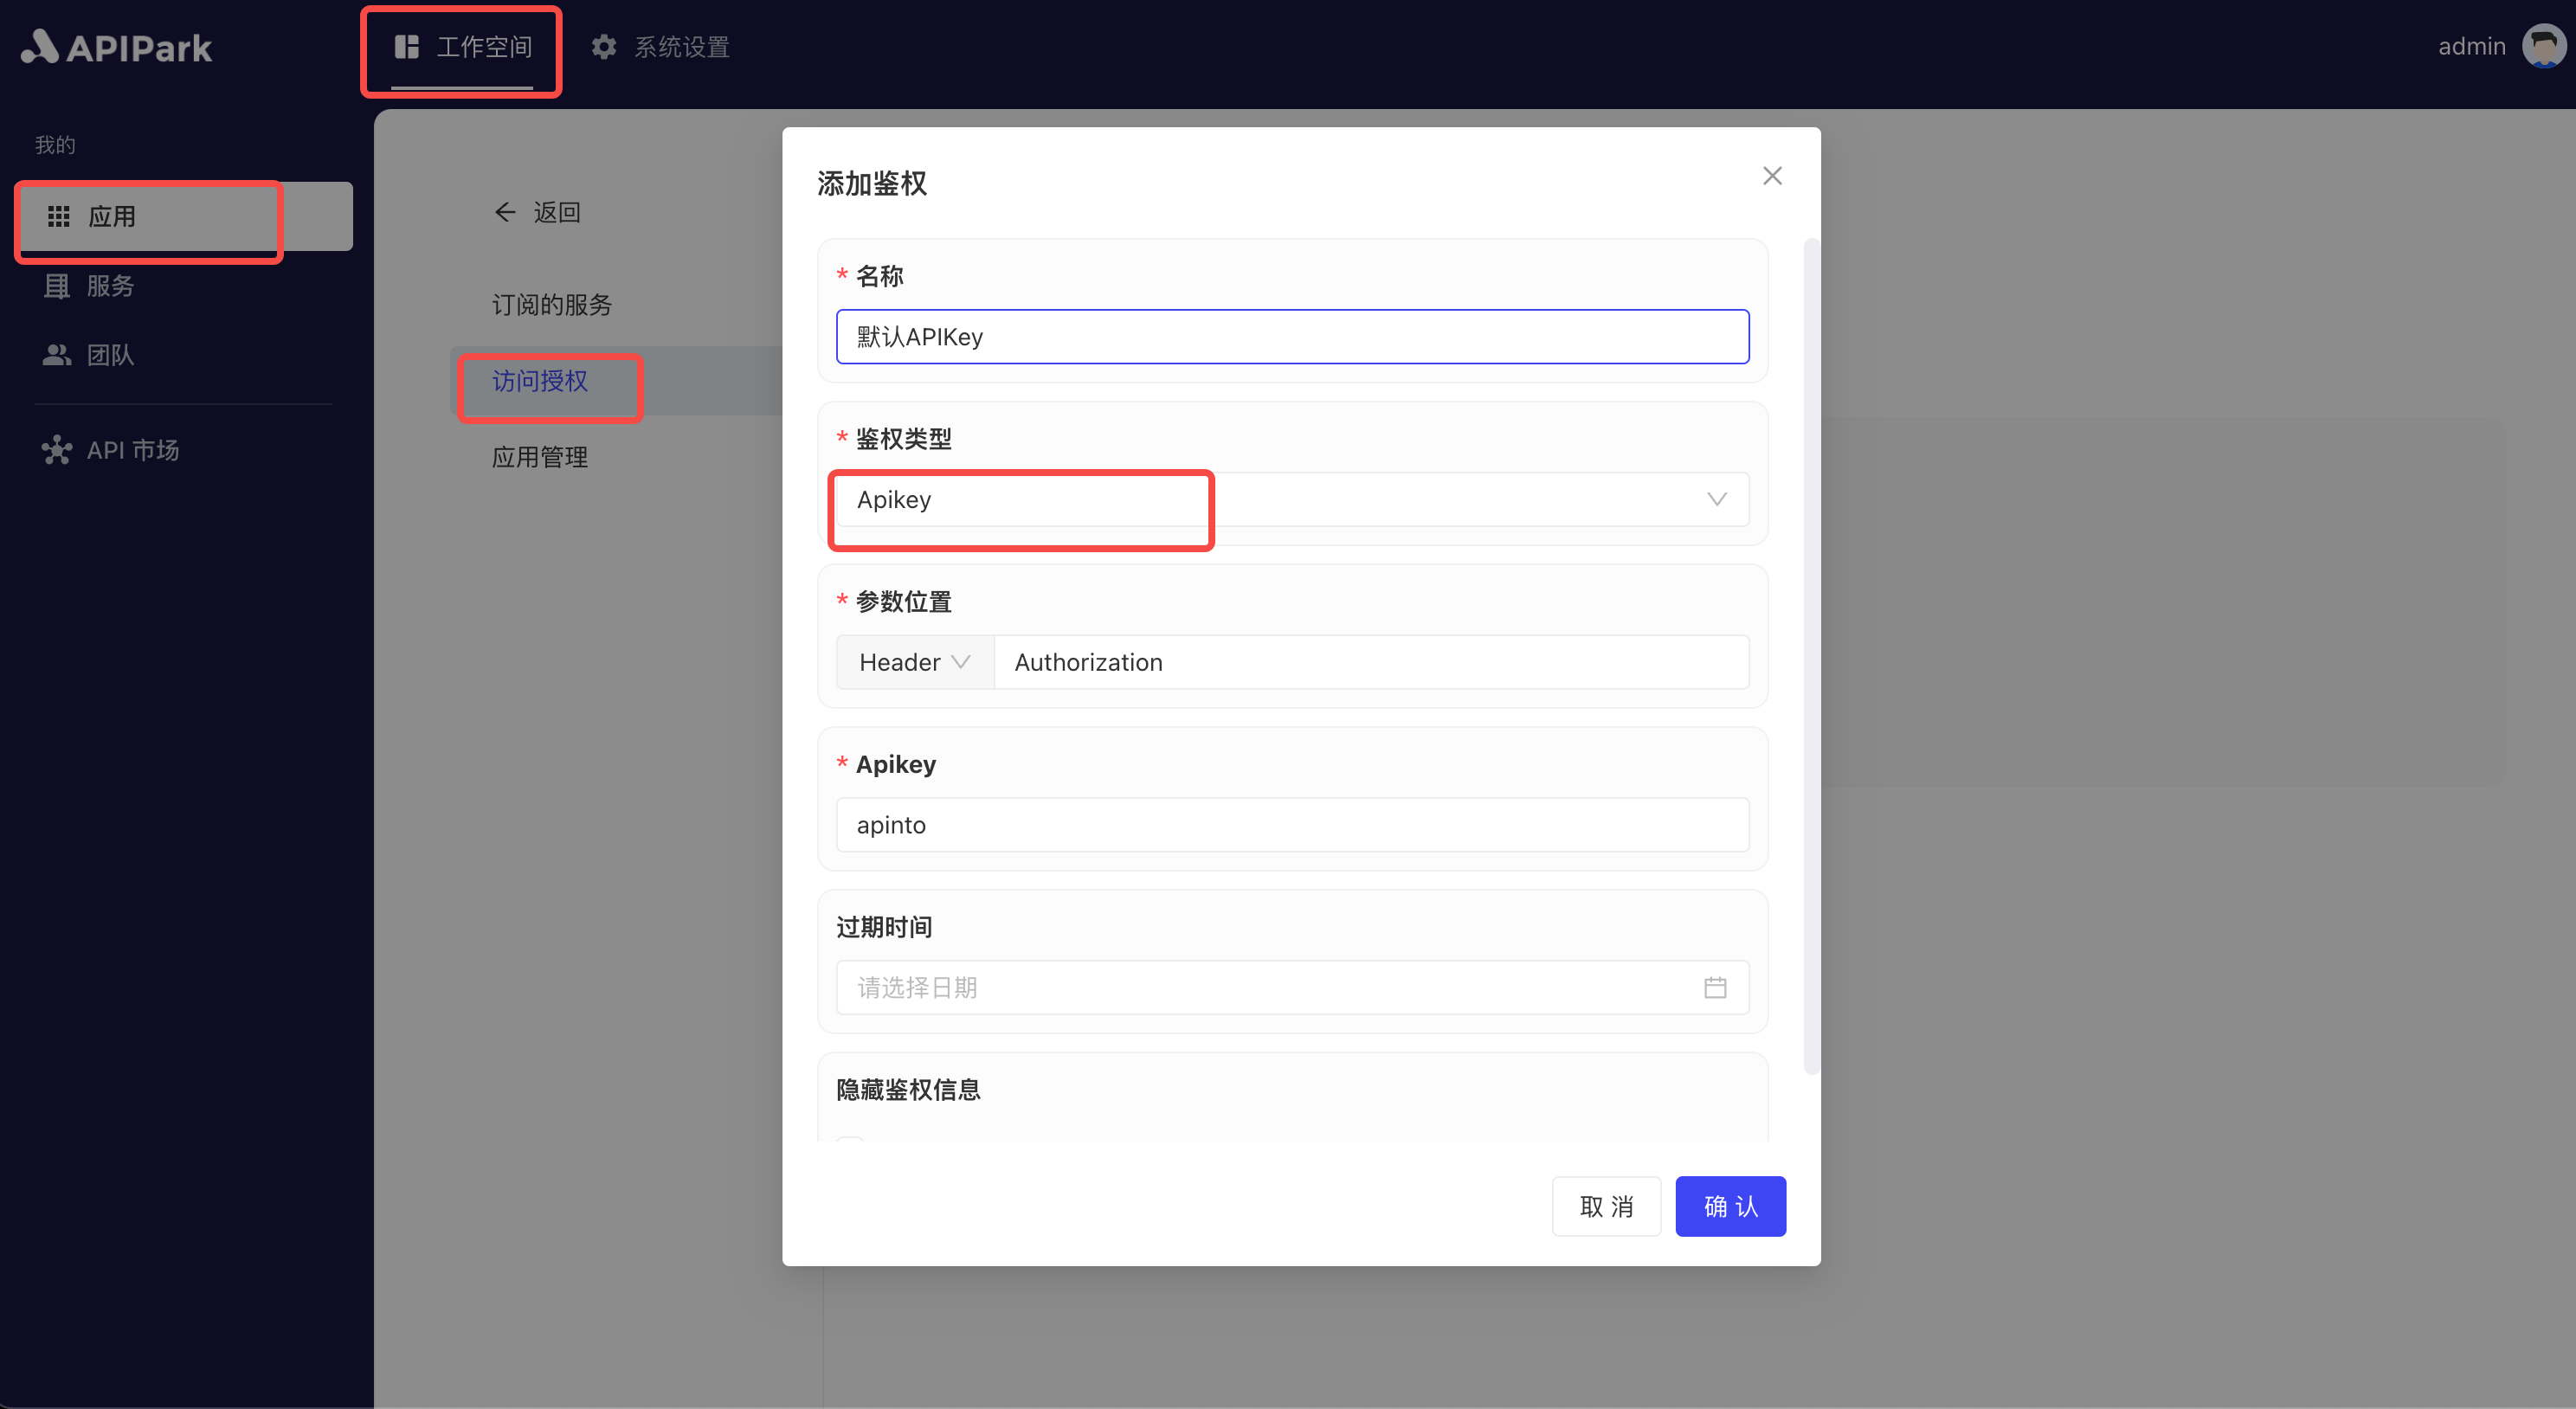 APIPark
工作空间
系统设置
admin
我的
应用
服务
团队
API 市场
返回
订阅的服务
访问授权
应用管理
添加鉴权
* 名称
默认APIKey
* 鉴权类型
Apikey
* 参数位置
Header
Authorization
* Apikey
apinto
过期时间
请选择日期
隐藏鉴权信息
取 消
确 认